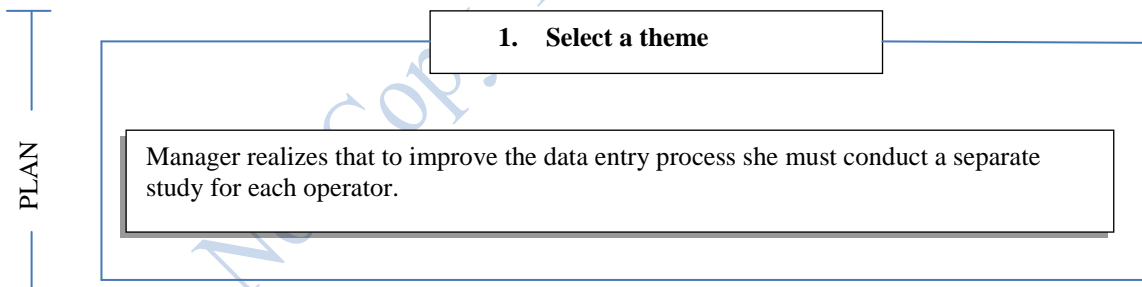 1. Select a theme
PLAN
Manager realizes that to improve the data entry process she must conduct a separate
study for each operator.